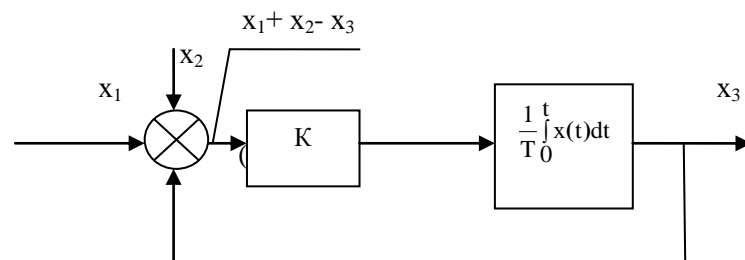 x₁+ x₂- x₃
x₂
x₁
К
(
1/T ∫₀ᵗ x(t)dt
x₃